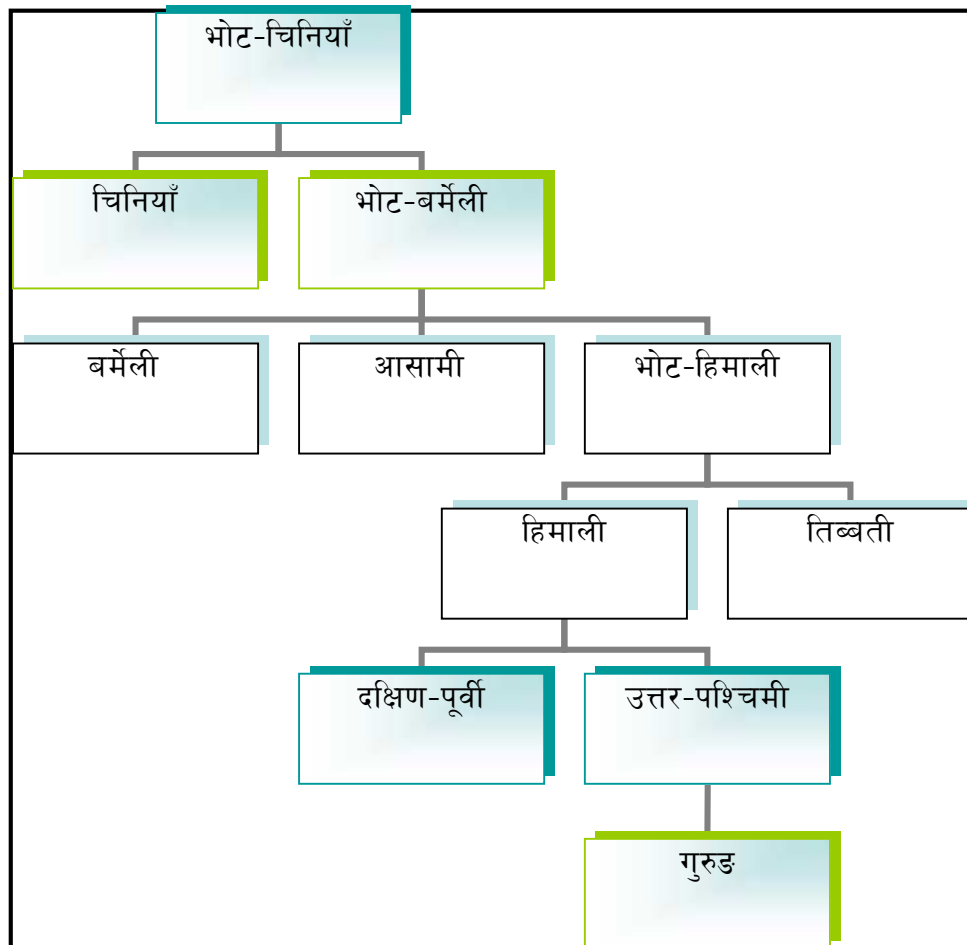 भोट-चिनियाँ
चिनियाँ
भोट-बर्मेली
बर्मेली
आसामी
भोट-हिमाली
हिमाली
तिब्बती
दक्षिण-पूर्वी
उत्तर-पश्चिमी
गुरुङ